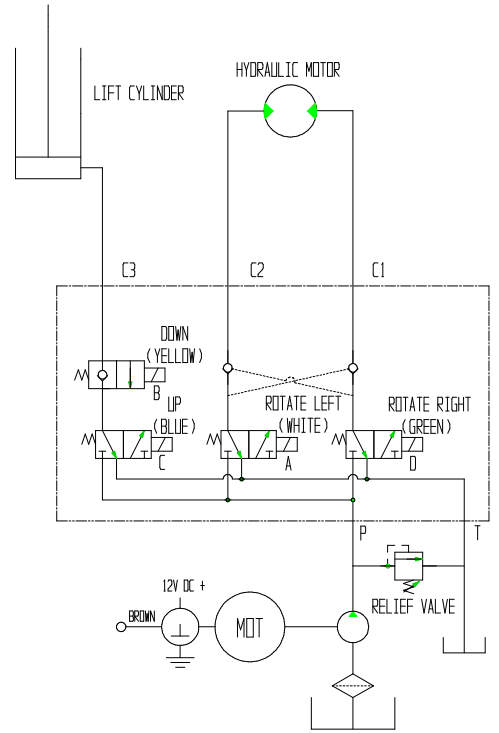 HYDRAULIC MOTOR
LIFT CYLINDER
C3
C2
C1
DOWN
(YELLOW)
B
UP
(BLUE)
C
ROTATE LEFT
(WHITE)
A
ROTATE RIGHT
(GREEN)
D
P
T
12V DC +
BROWN
MOT
RELIEF VALVE